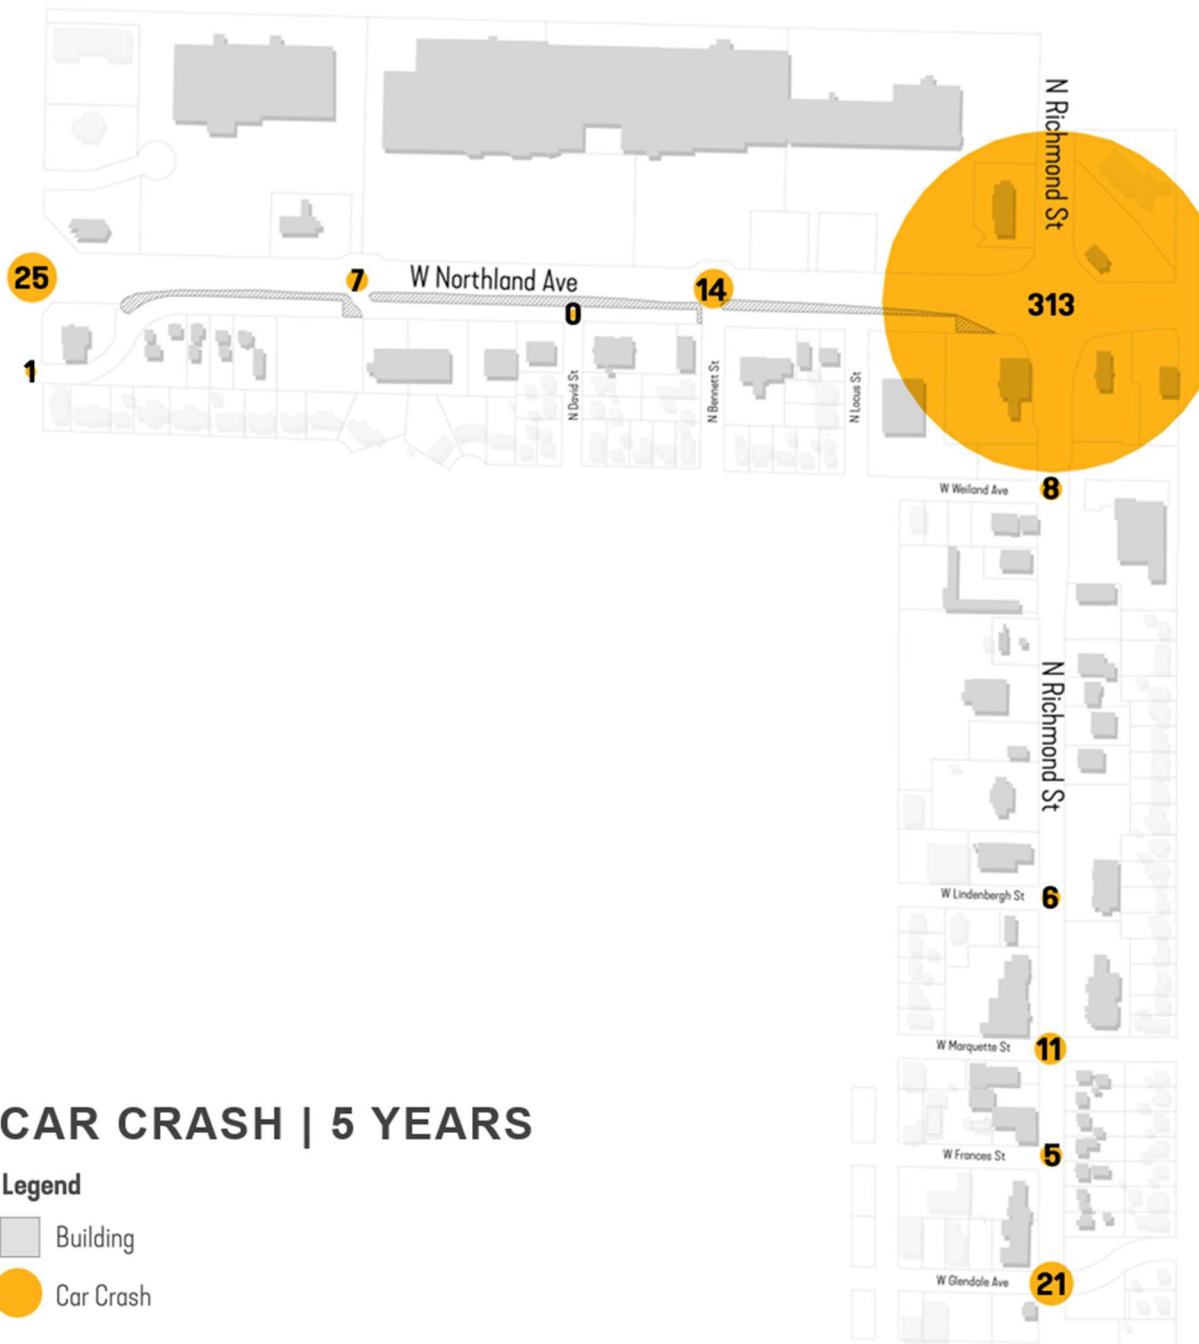 N Richmond St
25
7
W Northland Ave
14
0
313
1
N David St
N Bennett St
N Locus St
W Weiland Ave
8
N Richmond St
W Lindenbergh St
6
W Marquette St
11
CAR CRASH | 5 YEARS
W Frances St
5
Legend
Building
W Glendale Ave
21
Car Crash